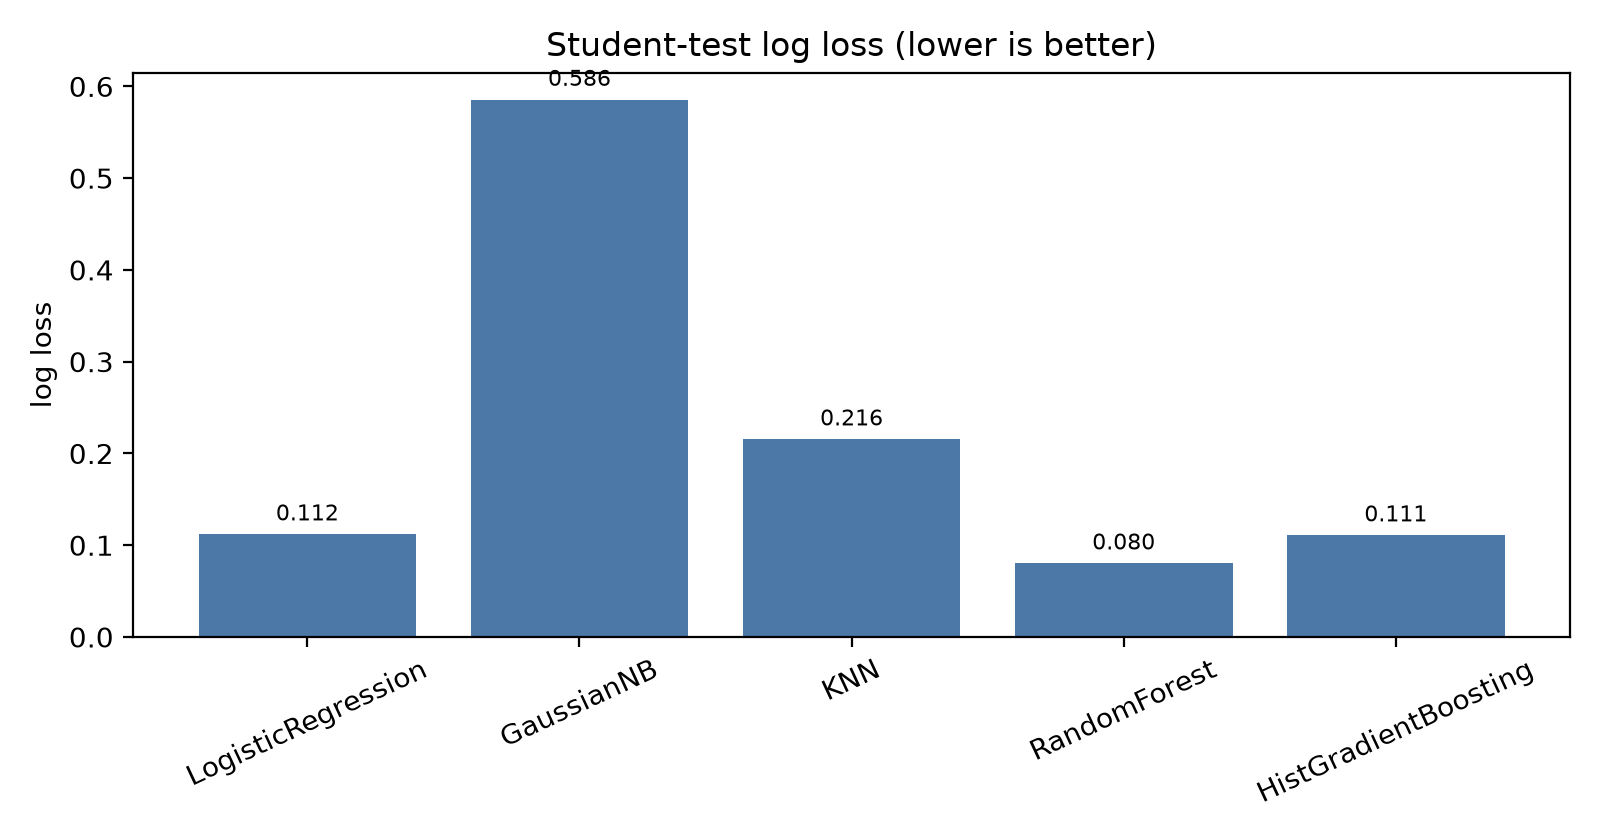 Student-test log loss (lower is better)
log loss
0.6
0.5
0.4
0.3
0.2
0.1
0.0
0.112
0.586
0.216
0.080
0.111
LogisticRegression
GaussianNB
KNN
RandomForest
HistGradientBoosting